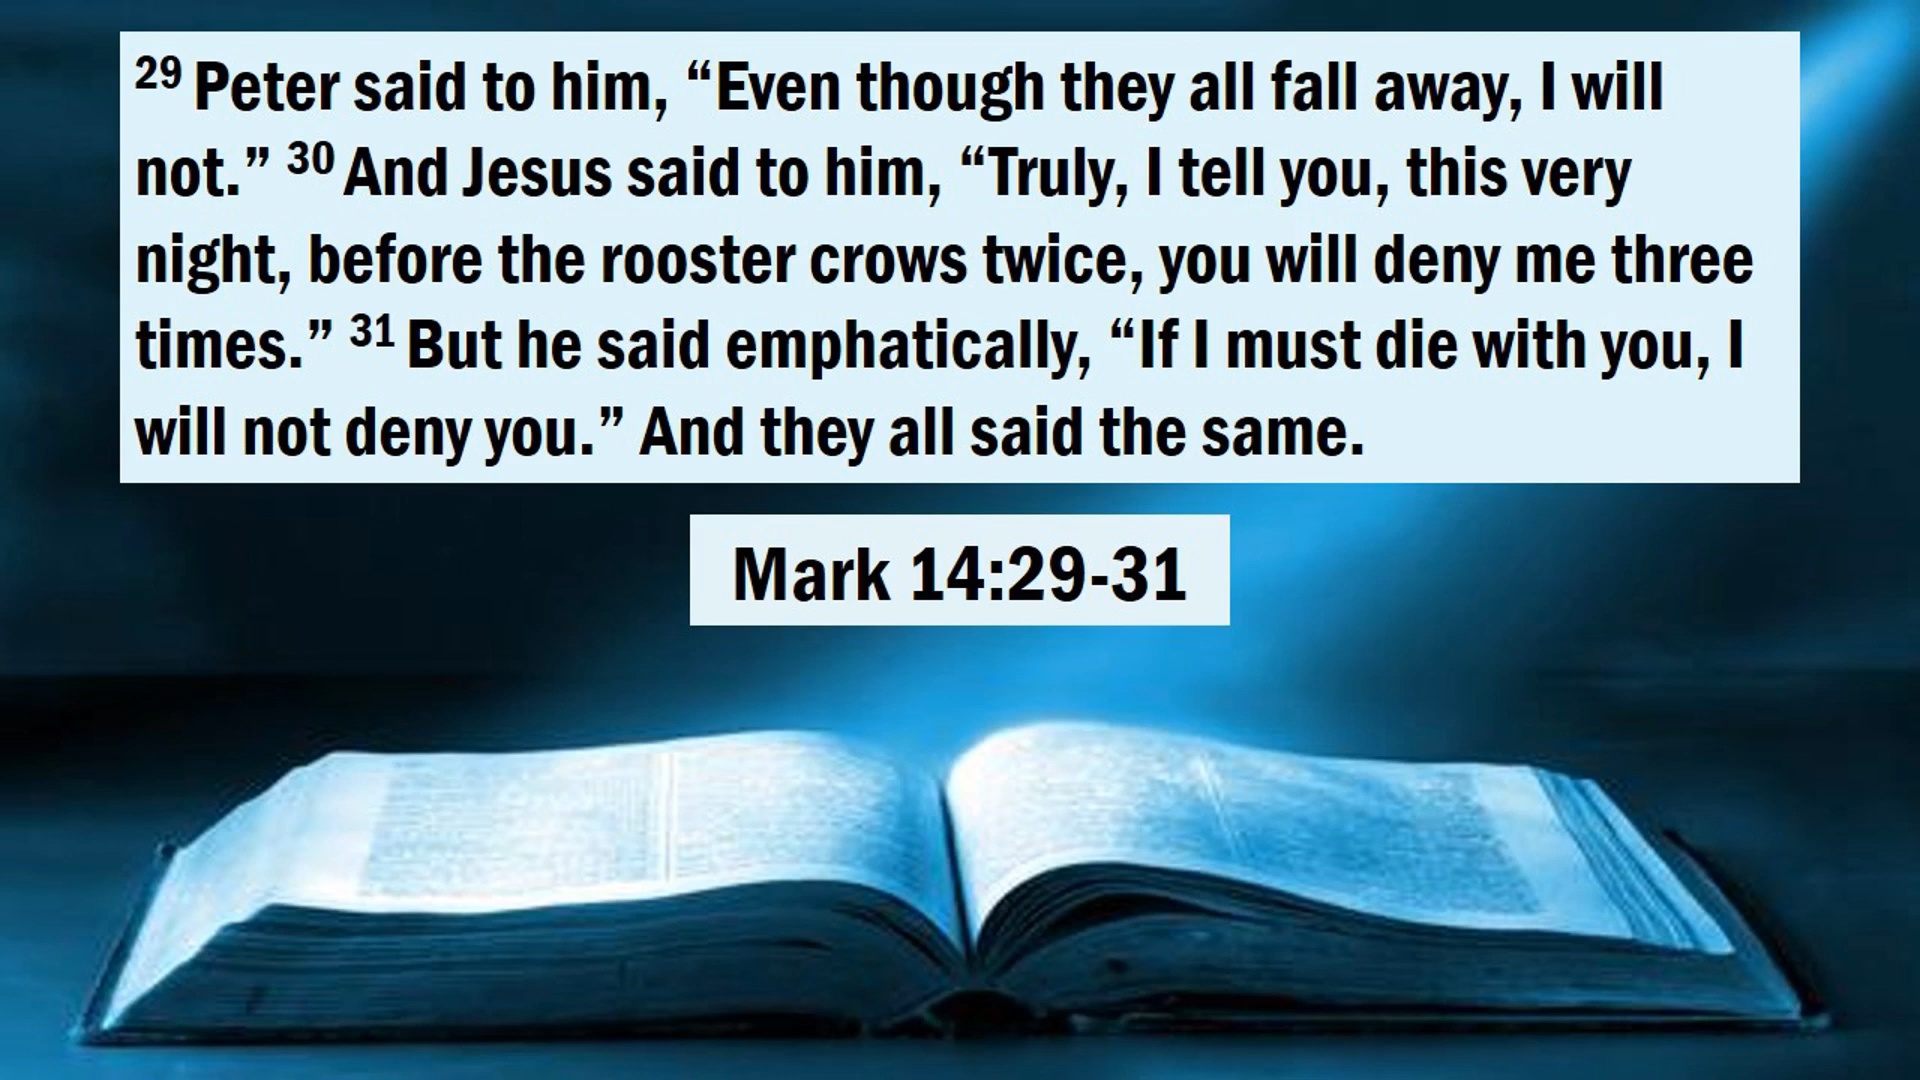 29 Peter said to him, “Even though they all fall away, I will
not.” 30 And Jesus said to him, “Truly, I tell you, this very
night, before the rooster crows twice, you will deny me three
times.” 31 But he said emphatically, “If I must die with you, I
will not deny you.” And they all said the same.
Mark 14:29-31